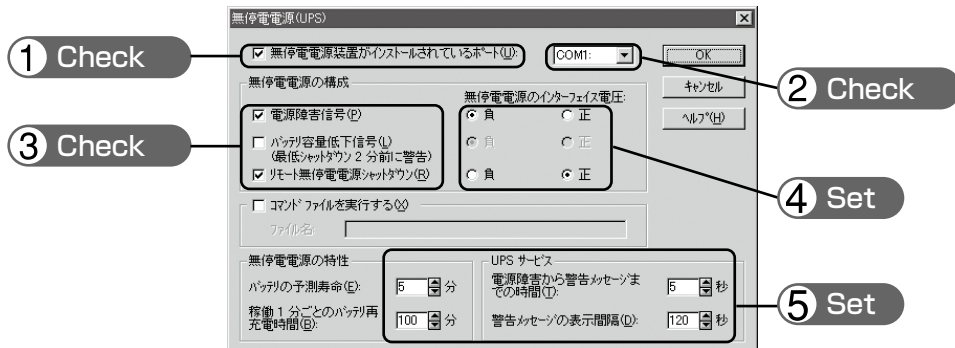 無停電電源(UPS)
① Check
無停電電源装置がインストールされているポート(U):
COM1:
OK
② Check
キャンセル
ヘルプ(H)
無停電電源の構成
無停電電源のインターフェイス電圧:
③ Check
電源障害信号(P)
負 正
バッテリ容量低下信号(L)
(最低シャットダウン 2 分前に警告)
負 正
リモート無停電電源シャットダウン(R)
負 正
④ Set
コマンド ファイルを実行する(X)
ファイル名:
無停電電源の特性
バッテリの予測寿命(E): 5 分
稼働 1 分ごとのバッテリ再
充電時間(B): 100 分
UPS サービス
電源障害から警告メッセージま
での時間(T): 5 秒
警告メッセージの表示間隔(D): 120 秒
⑤ Set